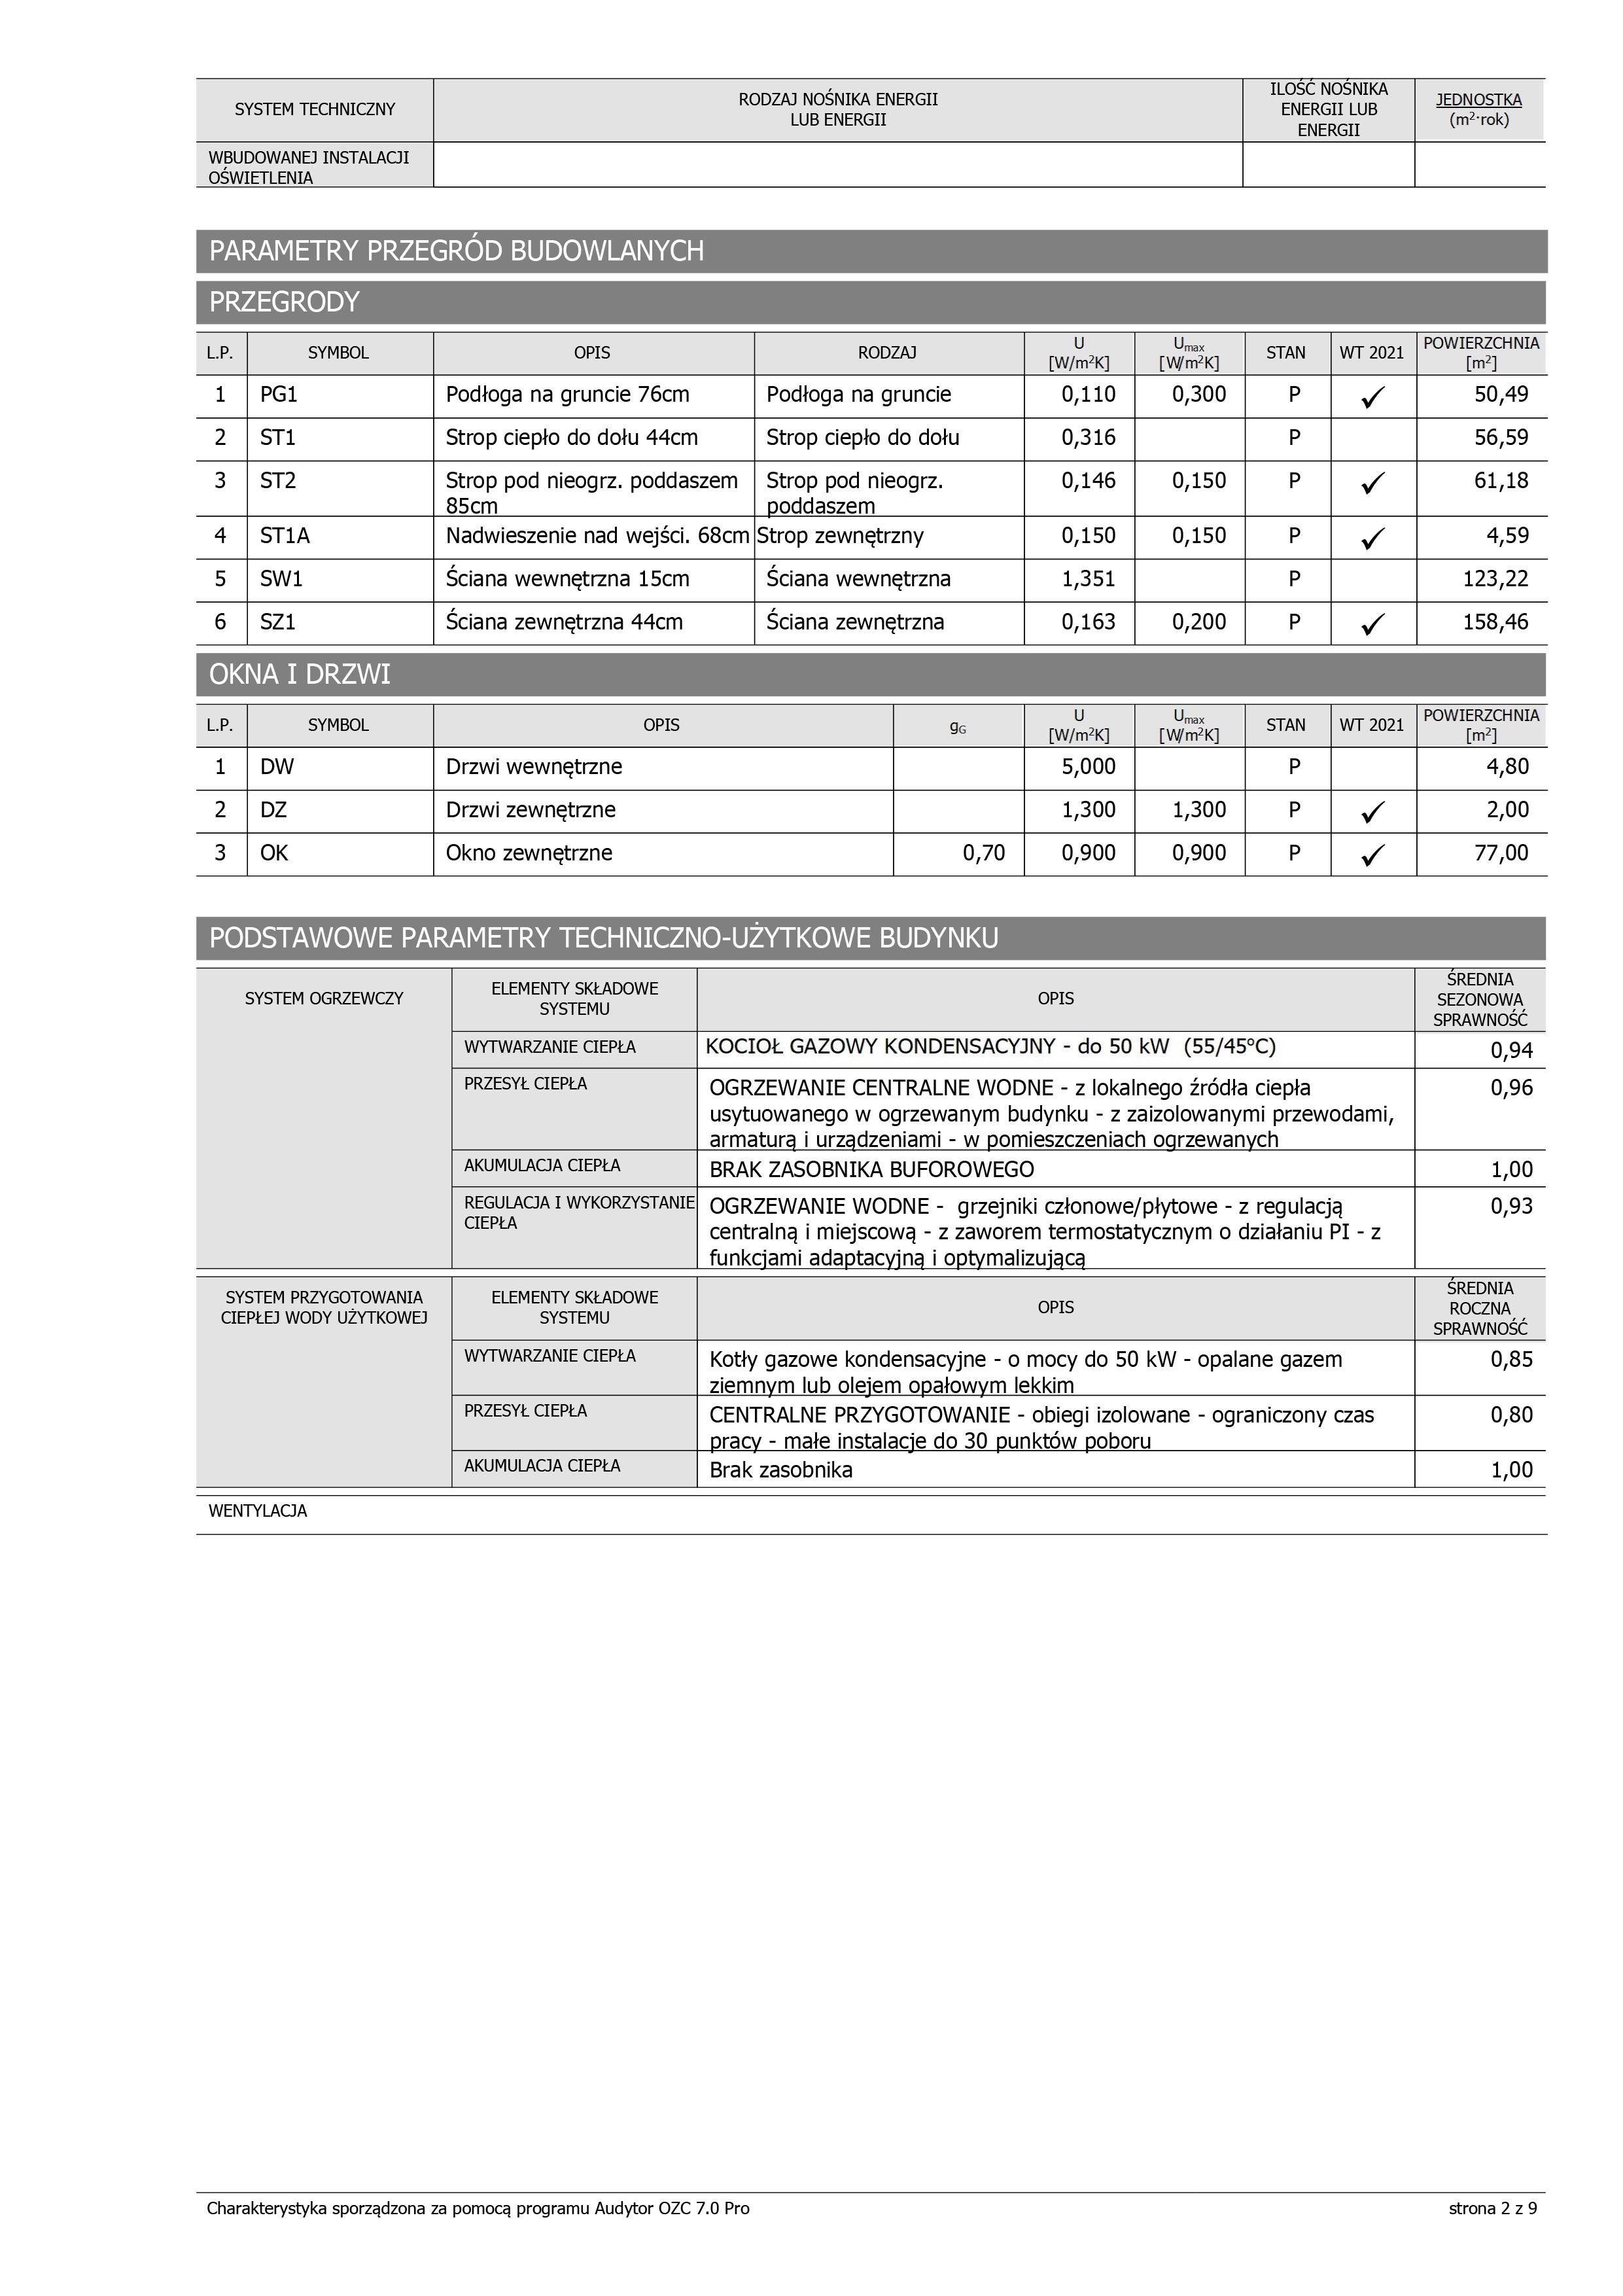 SYSTEM TECHNICZNY
RODZAJ NOŚNIKA ENERGII
LUB ENERGII
ILOŚĆ NOŚNIKA
ENERGII LUB
ENERGII
JEDNOSTKA
(m²·rok)
WBUDOWANEJ INSTALACJI
OŚWIETLENIA
PARAMETRY PRZEGRÓD BUDOWLANYCH
PRZEGRODY
L.P. SYMBOL OPIS RODZAJ U [W/m²K] Umax [W/m²K] STAN WT 2021 POWIERZCHNIA [m²]
1 PG1 Podłoga na gruncie 76cm Podłoga na gruncie 0,110 0,300 P ✓ 50,49
2 ST1 Strop ciepło do dołu 44cm Strop ciepło do dołu 0,316 P 56,59
3 ST2 Strop pod nieogrz. poddaszem 85cm Strop pod nieogrz. poddaszem 0,146 0,150 P ✓ 61,18
4 ST1A Nadwieszenie nad wejści. 68cm Strop zewnętrzny 0,150 0,150 P ✓ 4,59
5 SW1 Ściana wewnętrzna 15cm Ściana wewnętrzna 1,351 P 123,22
6 SZ1 Ściana zewnętrzna 44cm Ściana zewnętrzna 0,163 0,200 P ✓ 158,46
OKNA I DRZWI
L.P. SYMBOL OPIS gG U [W/m²K] Umax [W/m²K] STAN WT 2021 POWIERZCHNIA [m²]
1 DW Drzwi wewnętrzne 5,000 P 4,80
2 DZ Drzwi zewnętrzne 1,300 1,300 P ✓ 2,00
3 OK Okno zewnętrzne 0,70 0,900 0,900 P ✓ 77,00
PODSTAWOWE PARAMETRY TECHNICZNO-UŻYTKOWE BUDYNKU
SYSTEM OGRZEWCZY
ELEMENTY SKŁADOWE
SYSTEMU
OPIS
ŚREDNIA
SEZONOWA
SPRAWNOŚĆ
WYTWARZANIE CIEPŁA KOCIOŁ GAZOWY KONDENSACYJNY - do 50 kW (55/45°C) 0,94
PRZESYŁ CIEPŁA OGRZEWANIE CENTRALNE WODNE - z lokalnego źródła ciepła 0,96
usytuowanego w ogrzewanym budynku - z zaizolowanymi przewodami,
armaturą i urządzeniami - w pomieszczeniach ogrzewanych
AKUMULACJA CIEPŁA BRAK ZASOBNIKA BUFOROWEGO 1,00
REGULACJA I WYKORZYSTANIE
CIEPŁA
OGRZEWANIE WODNE - grzejniki członowe/płytowe - z regulacją 0,93
centralną i miejscową - z zaworem termostatycznym o działaniu PI - z
funkcjami adaptacyjną i optymalizującą
SYSTEM PRZYGOTOWANIA
CIEPŁEJ WODY UŻYTKOWEJ
ELEMENTY SKŁADOWE
SYSTEMU
OPIS
ŚREDNIA
ROCZNA
SPRAWNOŚĆ
WYTWARZANIE CIEPŁA Kotły gazowe kondensacyjne - o mocy do 50 kW - opalane gazem 0,85
ziemnym lub olejem opałowym lekkim
PRZESYŁ CIEPŁA CENTRALNE PRZYGOTOWANIE - obiegi izolowane - ograniczony czas 0,80
pracy - małe instalacje do 30 punktów poboru
AKUMULACJA CIEPŁA Brak zasobnika 1,00
WENTYLACJA
Charakterystyka sporządzona za pomocą programu Audytor OZC 7.0 Pro strona 2 z 9